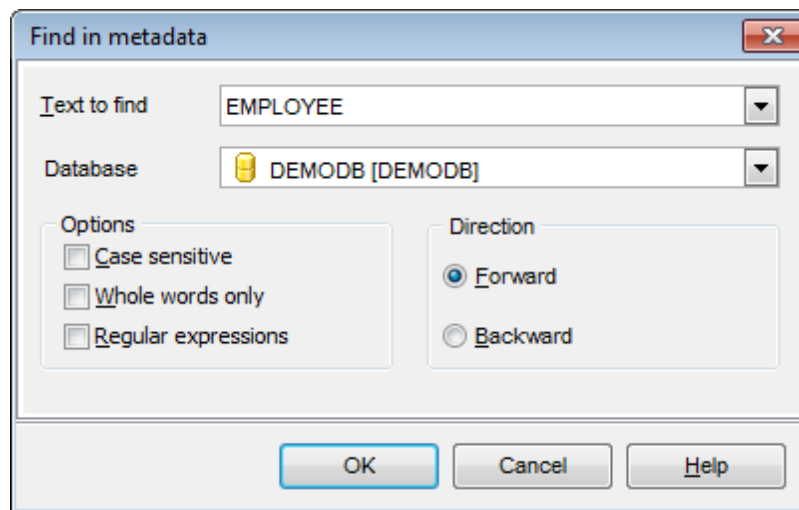 Find in metadata
Text to find
EMPLOYEE
Database
DEMODB [DEMODB]
Options
Case sensitive
Whole words only
Regular expressions
Direction
Forward
Backward
OK
Cancel
Help